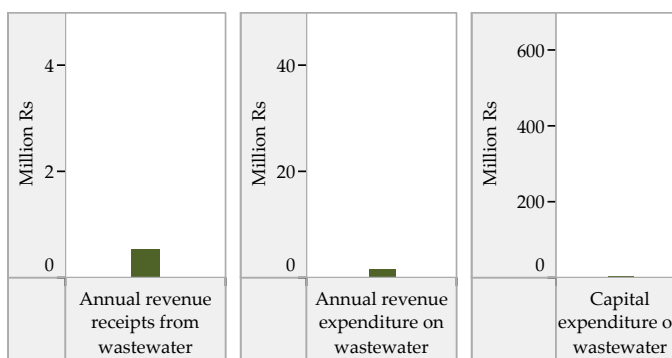 4
2
0
Million Rs
Annual revenue
receipts from
wastewater
40
20
0
Million Rs
Annual revenue
expenditure on
wastewater
600
400
200
0
Million Rs
Capital
expenditure o
wastewater